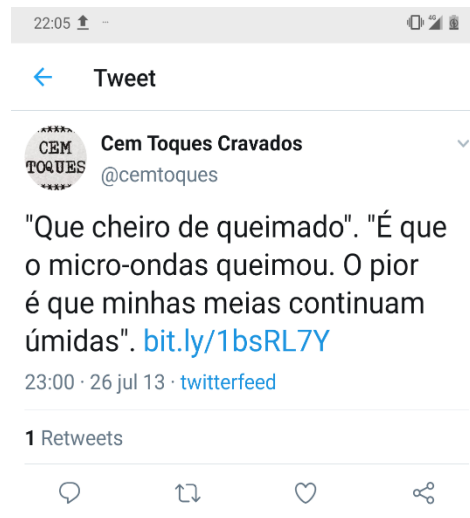 22:05
4G
Tweet
CEM
TOQUES
Cem Toques Cravados
@cemtoques
"Que cheiro de queimado". "É que
o micro-ondas queimou. O pior
é que minhas meias continuam
úmidas". bit.ly/1bsRL7Y
23:00 · 26 jul 13 · twitterfeed
1 Retweets